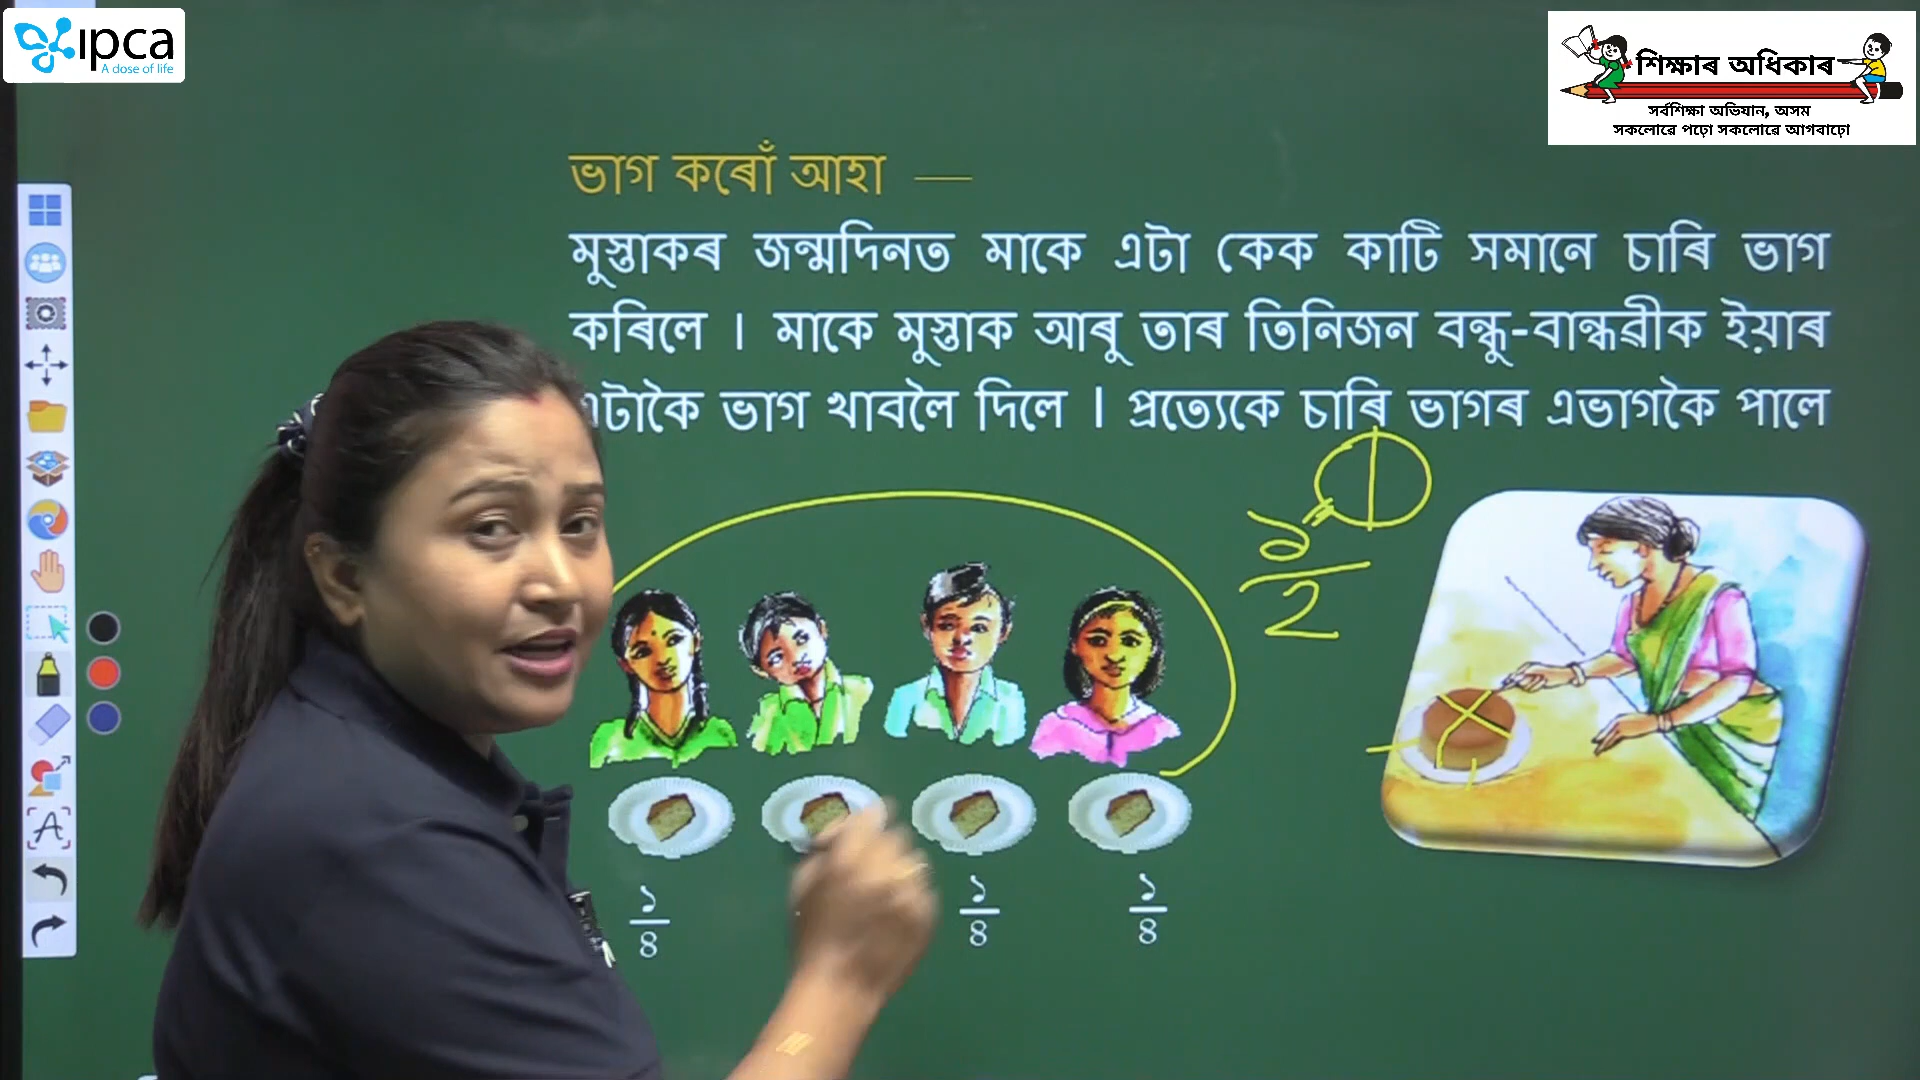 ipca
A dose of life
শিক্ষাৰ অধিকাৰ
সৰ্বশিক্ষা অভিযান, অসম
সকলোৱে পঢ়ো সকলোৱে আগবাঢ়ো
ভাগ কৰোঁ আহা —
মুস্তাকৰ জন্মদিনত মাকে এটা কেক কাটি সমানে চাৰি ভাগ
কৰিলে । মাকে মুস্তাক আৰু তাৰ তিনিজন বন্ধু-বান্ধৱীক ইয়াৰ
এটাকৈ ভাগ খাবলৈ দিলে । প্ৰত্যেকে চাৰি ভাগৰ এভাগকৈ পালে
১
২
১ ১ ১
৪ ৪ ৪
A